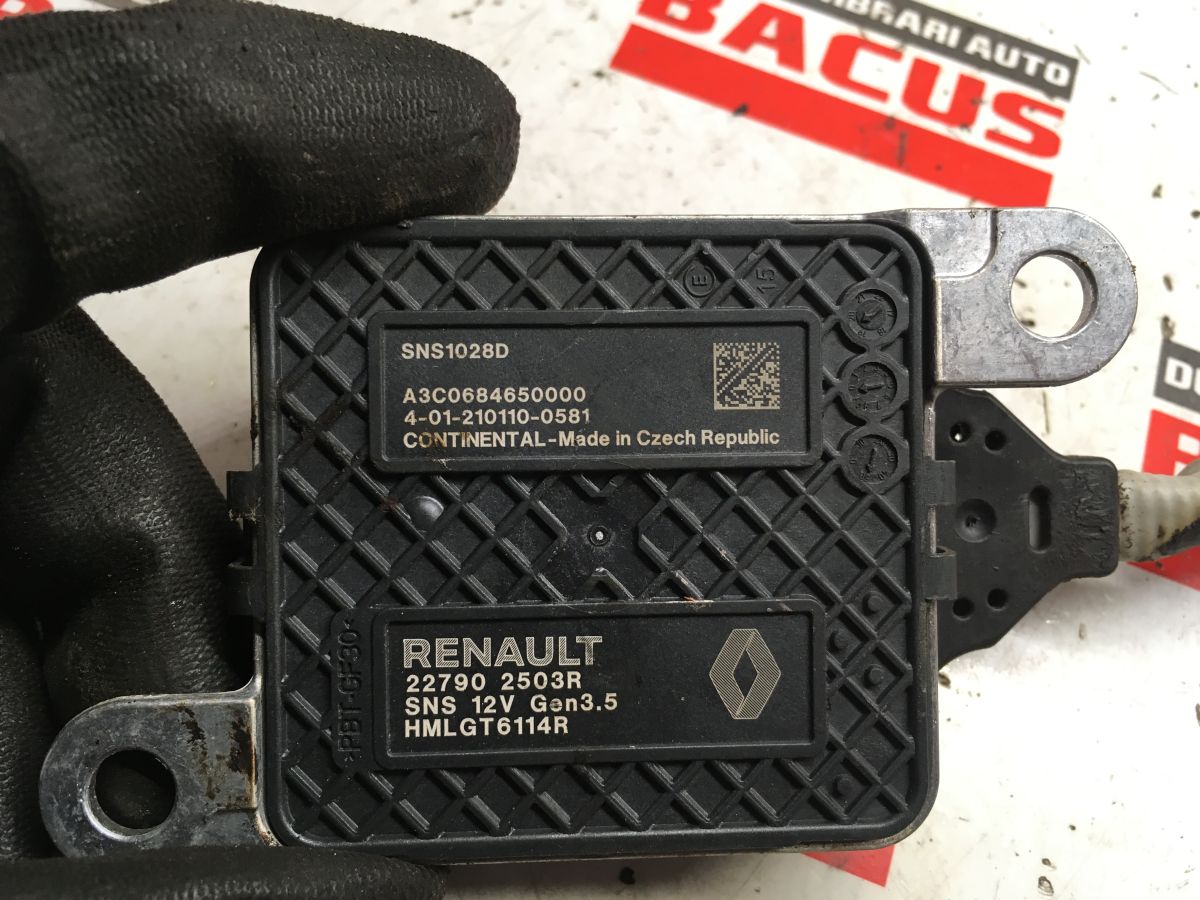 BACUS
AUTO
E
15
SNS1028D
A3C0684650000
4-01-210110-0581
CONTINENTAL-Made in Czech Republic
RENAULT
22790 2503R
SNS 12V Gen3.5
HMLGT6114R
>PBT-GF30<